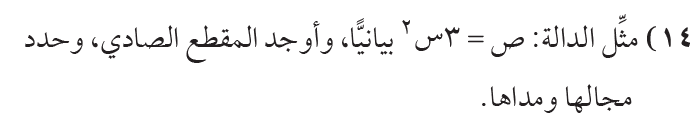 ١٤) مثِّل الدالة: ص = ٣س٢ بيانيًّا، وأوجد المقطع الصادي، وحدد
مجالها ومداها.